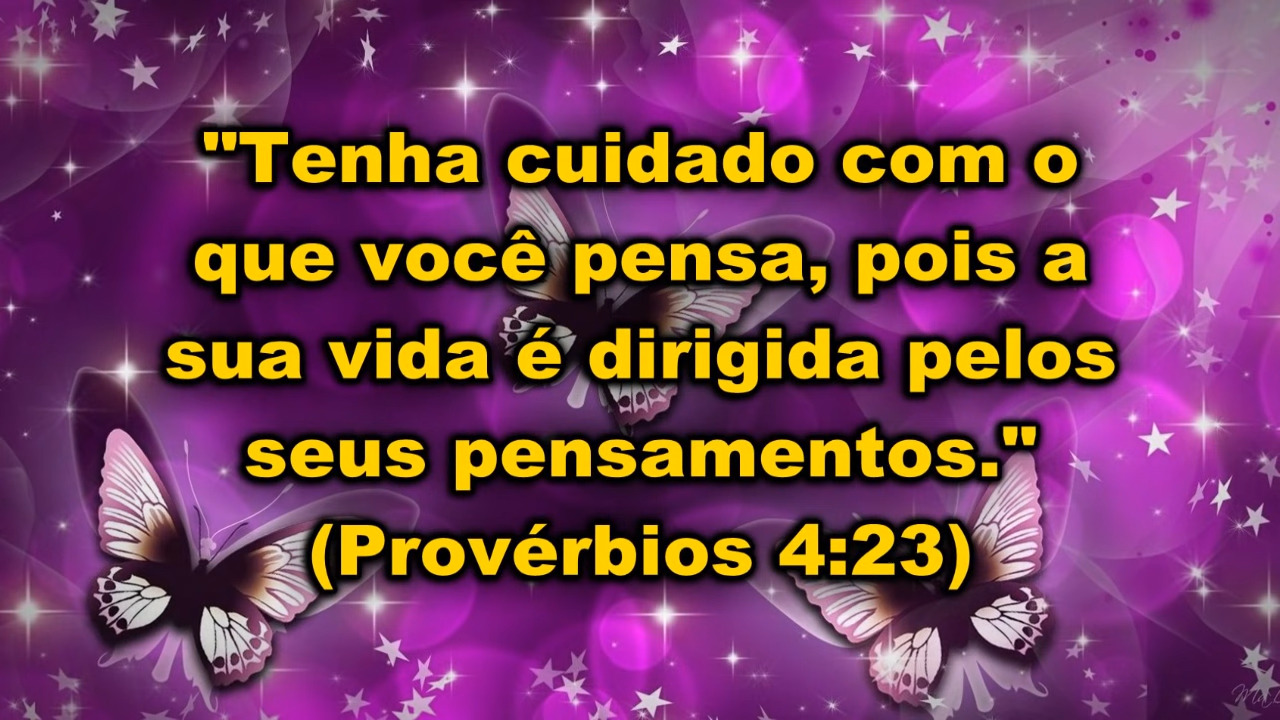 "Tenha cuidado com o
que você pensa, pois a
sua vida é dirigida pelos
seus pensamentos."
(Provérbios 4:23)